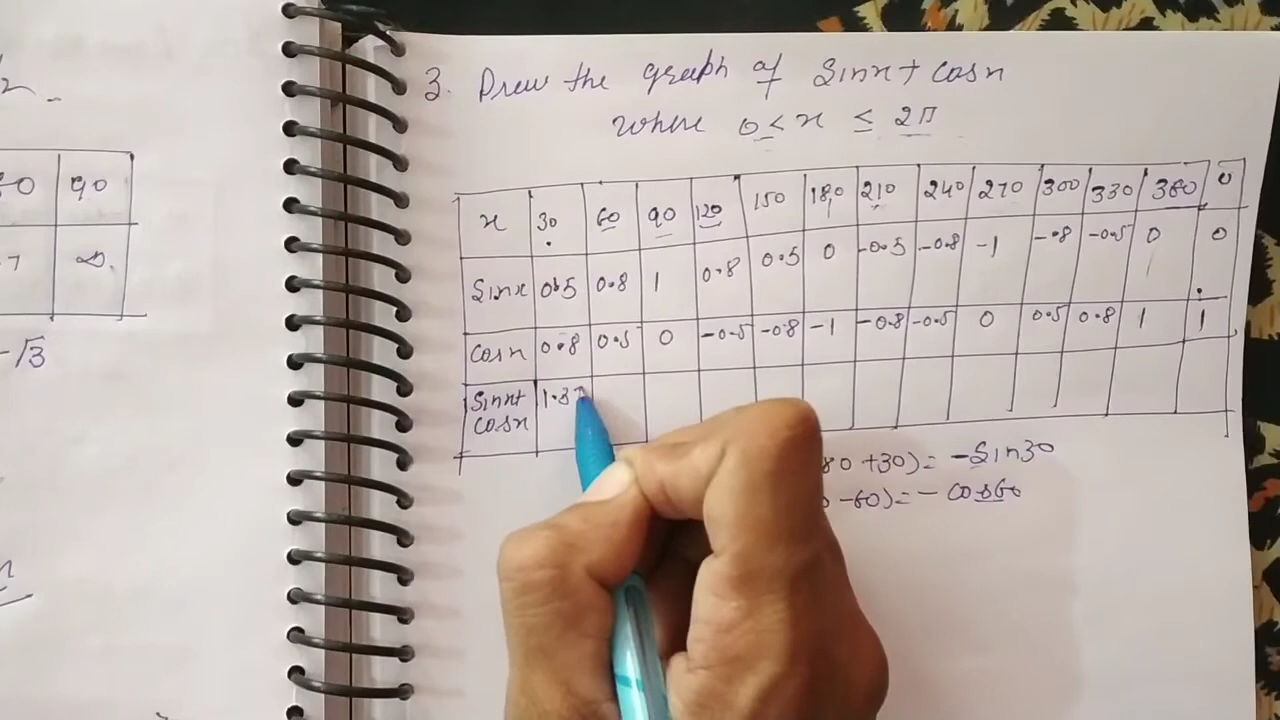 3. Draw the graph of Sinx + cosx
where 0 < x ≤ 2π
x 30 60 90 120 150 180 210 240 270 300 330 360 0
Sinx 0.5 0.8 1 0.8 0.5 0 -0.5 -0.8 -1 -.8 -0.5 0 0
cosx 0.8 0.5 0 -0.5 -0.8 -1 -0.8 -0.5 0 0.5 0.8 1 1
Sinx+ 1.3
cosx
80 +30) = -Sin30
-60) = - cos60
90
∞.
-√3